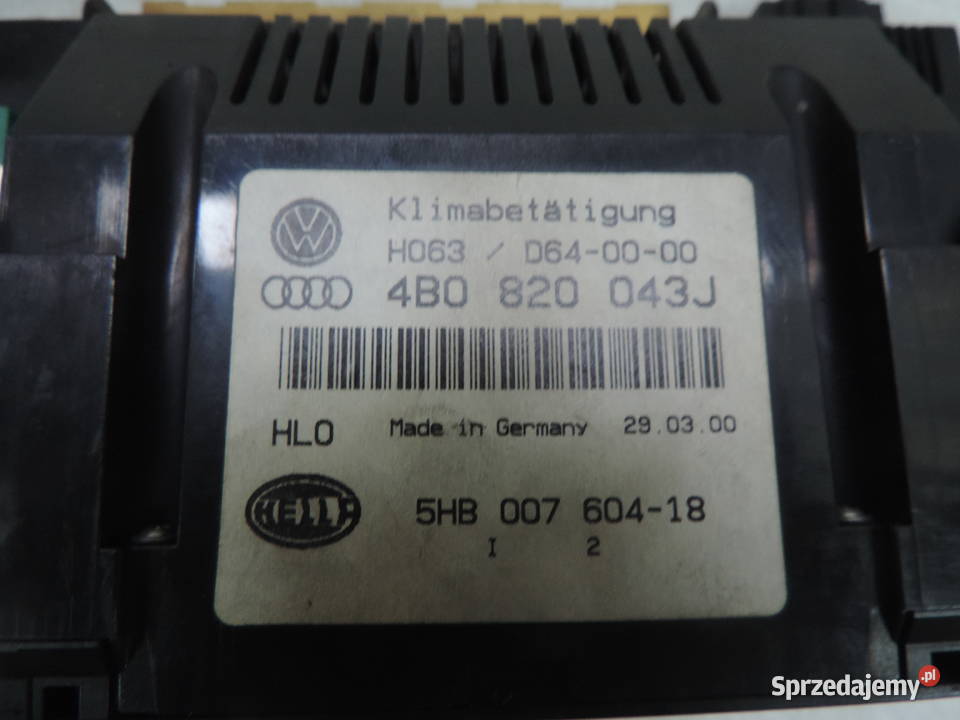 Klimabetätigung
H063 / D64-00-00
4B0 820 043J
HLO Made in Germany 29.03.00
HELLA 5HB 007 604-18
I 2
Sprzedajemy.pl